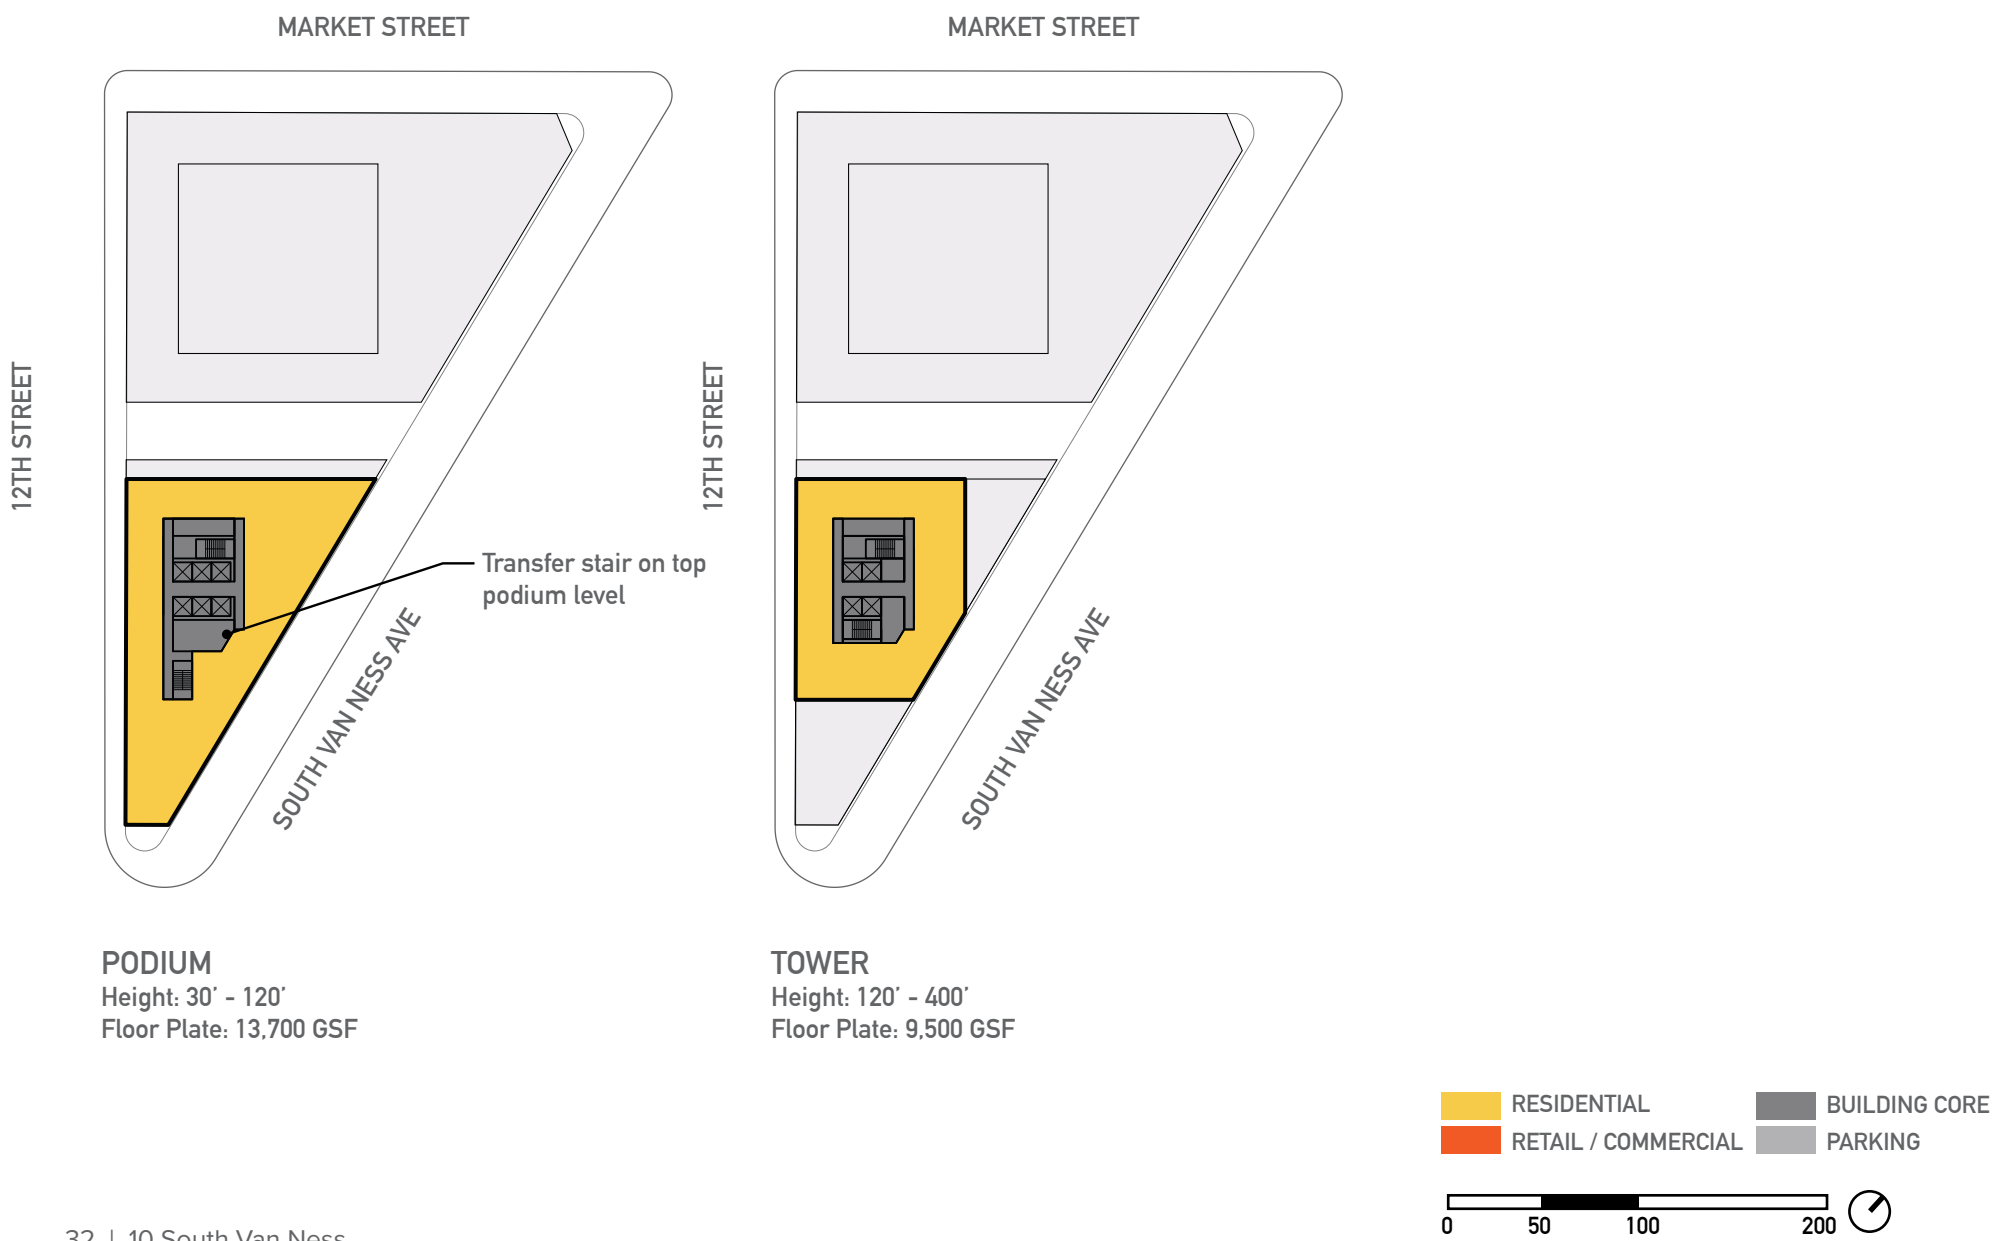 MARKET STREET
MARKET STREET
12TH STREET
12TH STREET
Transfer stair on top
podium level
SOUTH VAN NESS AVE
SOUTH VAN NESS AVE
PODIUM
Height: 30’ - 120’
Floor Plate: 13,700 GSF
TOWER
Height: 120’ - 400’
Floor Plate: 9,500 GSF
RESIDENTIAL
BUILDING CORE
RETAIL / COMMERCIAL
PARKING
0 50 100 200
32 | 10 South Van Ness